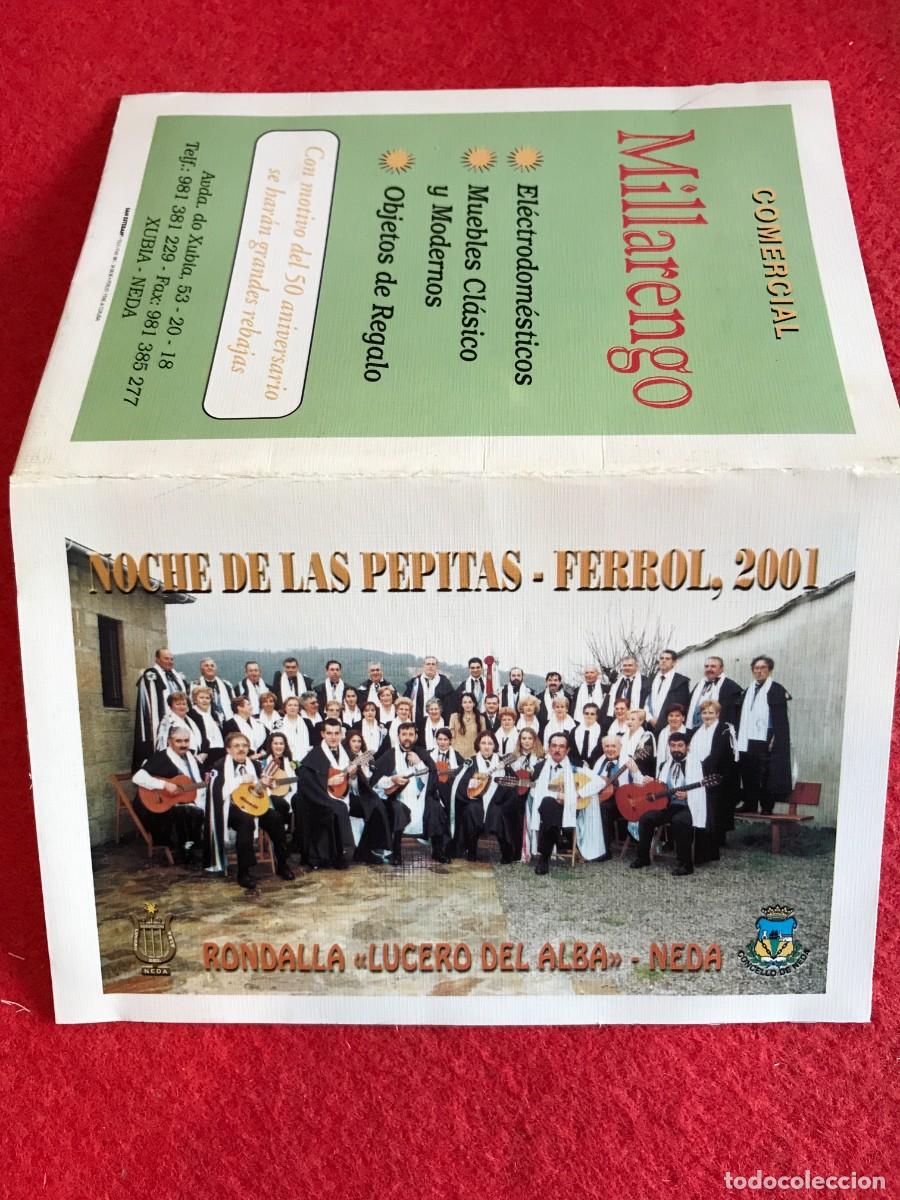 COMERCIAL
Millarengo
Eléctrodomésticos
Muebles Clásico
y Modernos
Objetos de Regalo
Con motivo del 50 aniversario
se harán grandes rebajas
Avda. do Xubia, 53 - 20 - 18
Telf.: 981 381 229 - Fax: 981 385 277
XUBIA - NEDA
NOCHE DE LAS PEPITAS - FERROL, 2001
NEDA
RONDALLA «LUCERO DEL ALBA» - NEDA
CONCELLO DE NEDA
todocoleccion